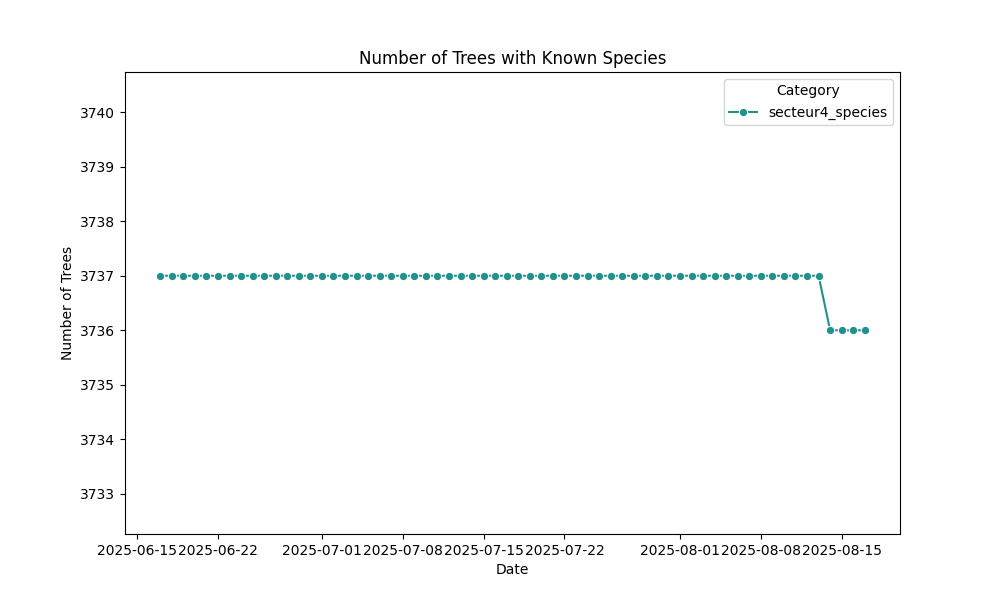 Number of Trees with Known Species
Category
secteur4_species
3740
3739
3738
3737
3736
3735
3734
3733
Number of Trees
2025-06-15 2025-06-22 2025-07-01 2025-07-08 2025-07-15 2025-07-22 2025-08-01 2025-08-08 2025-08-15
Date